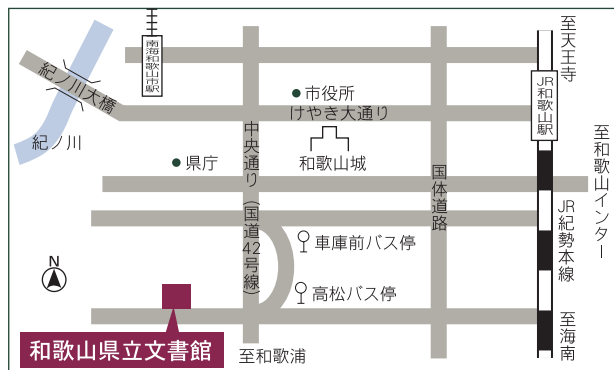 至天王寺
南海和歌山市駅
JR和歌山駅
紀ノ川大橋
市役所
けやき大通り
紀ノ川
中央通り(国道42号線)
県庁
和歌山城
国体道路
至和歌山インター
JR紀勢本線
車庫前バス停
N
高松バス停
至海南
和歌山県立文書館
至和歌浦